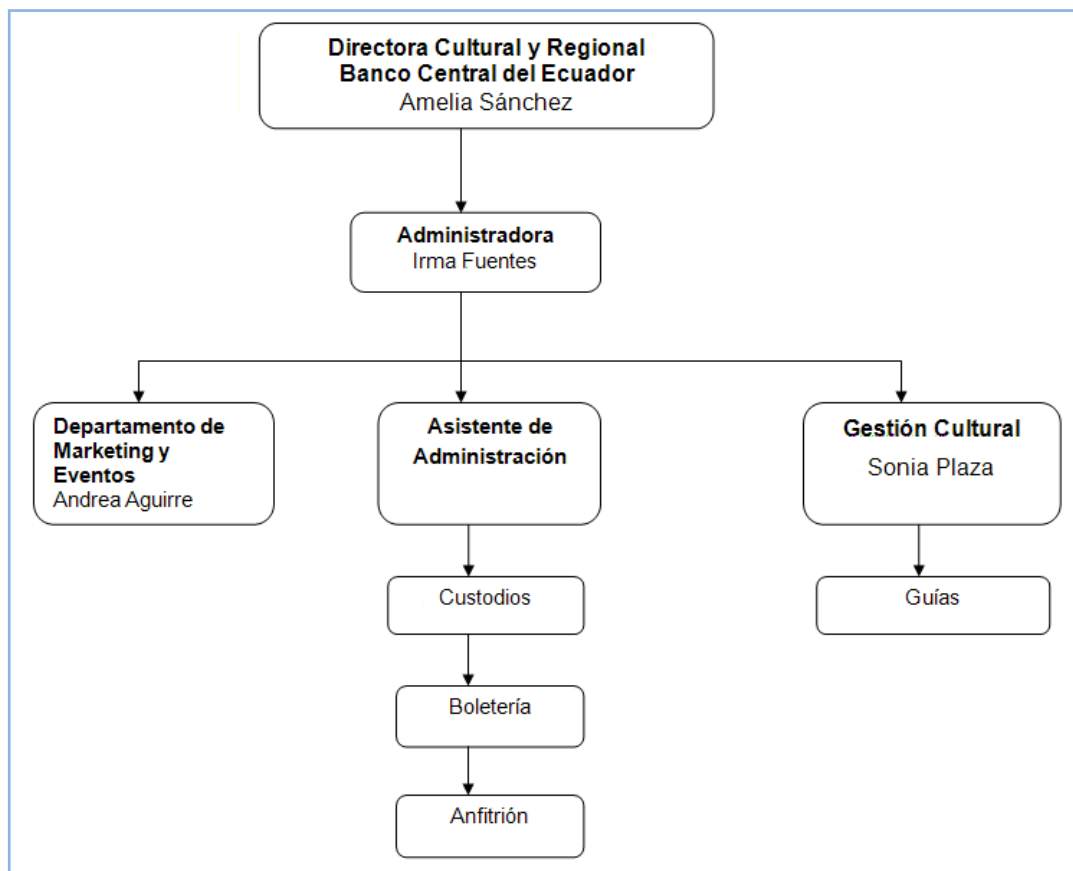 Directora Cultural y Regional
Banco Central del Ecuador
Amelia Sánchez
Administradora
Irma Fuentes
Departamento de
Marketing y
Eventos
Andrea Aguirre
Asistente de
Administración
Gestión Cultural
Sonia Plaza
Custodios
Guías
Boletería
Anfitrión